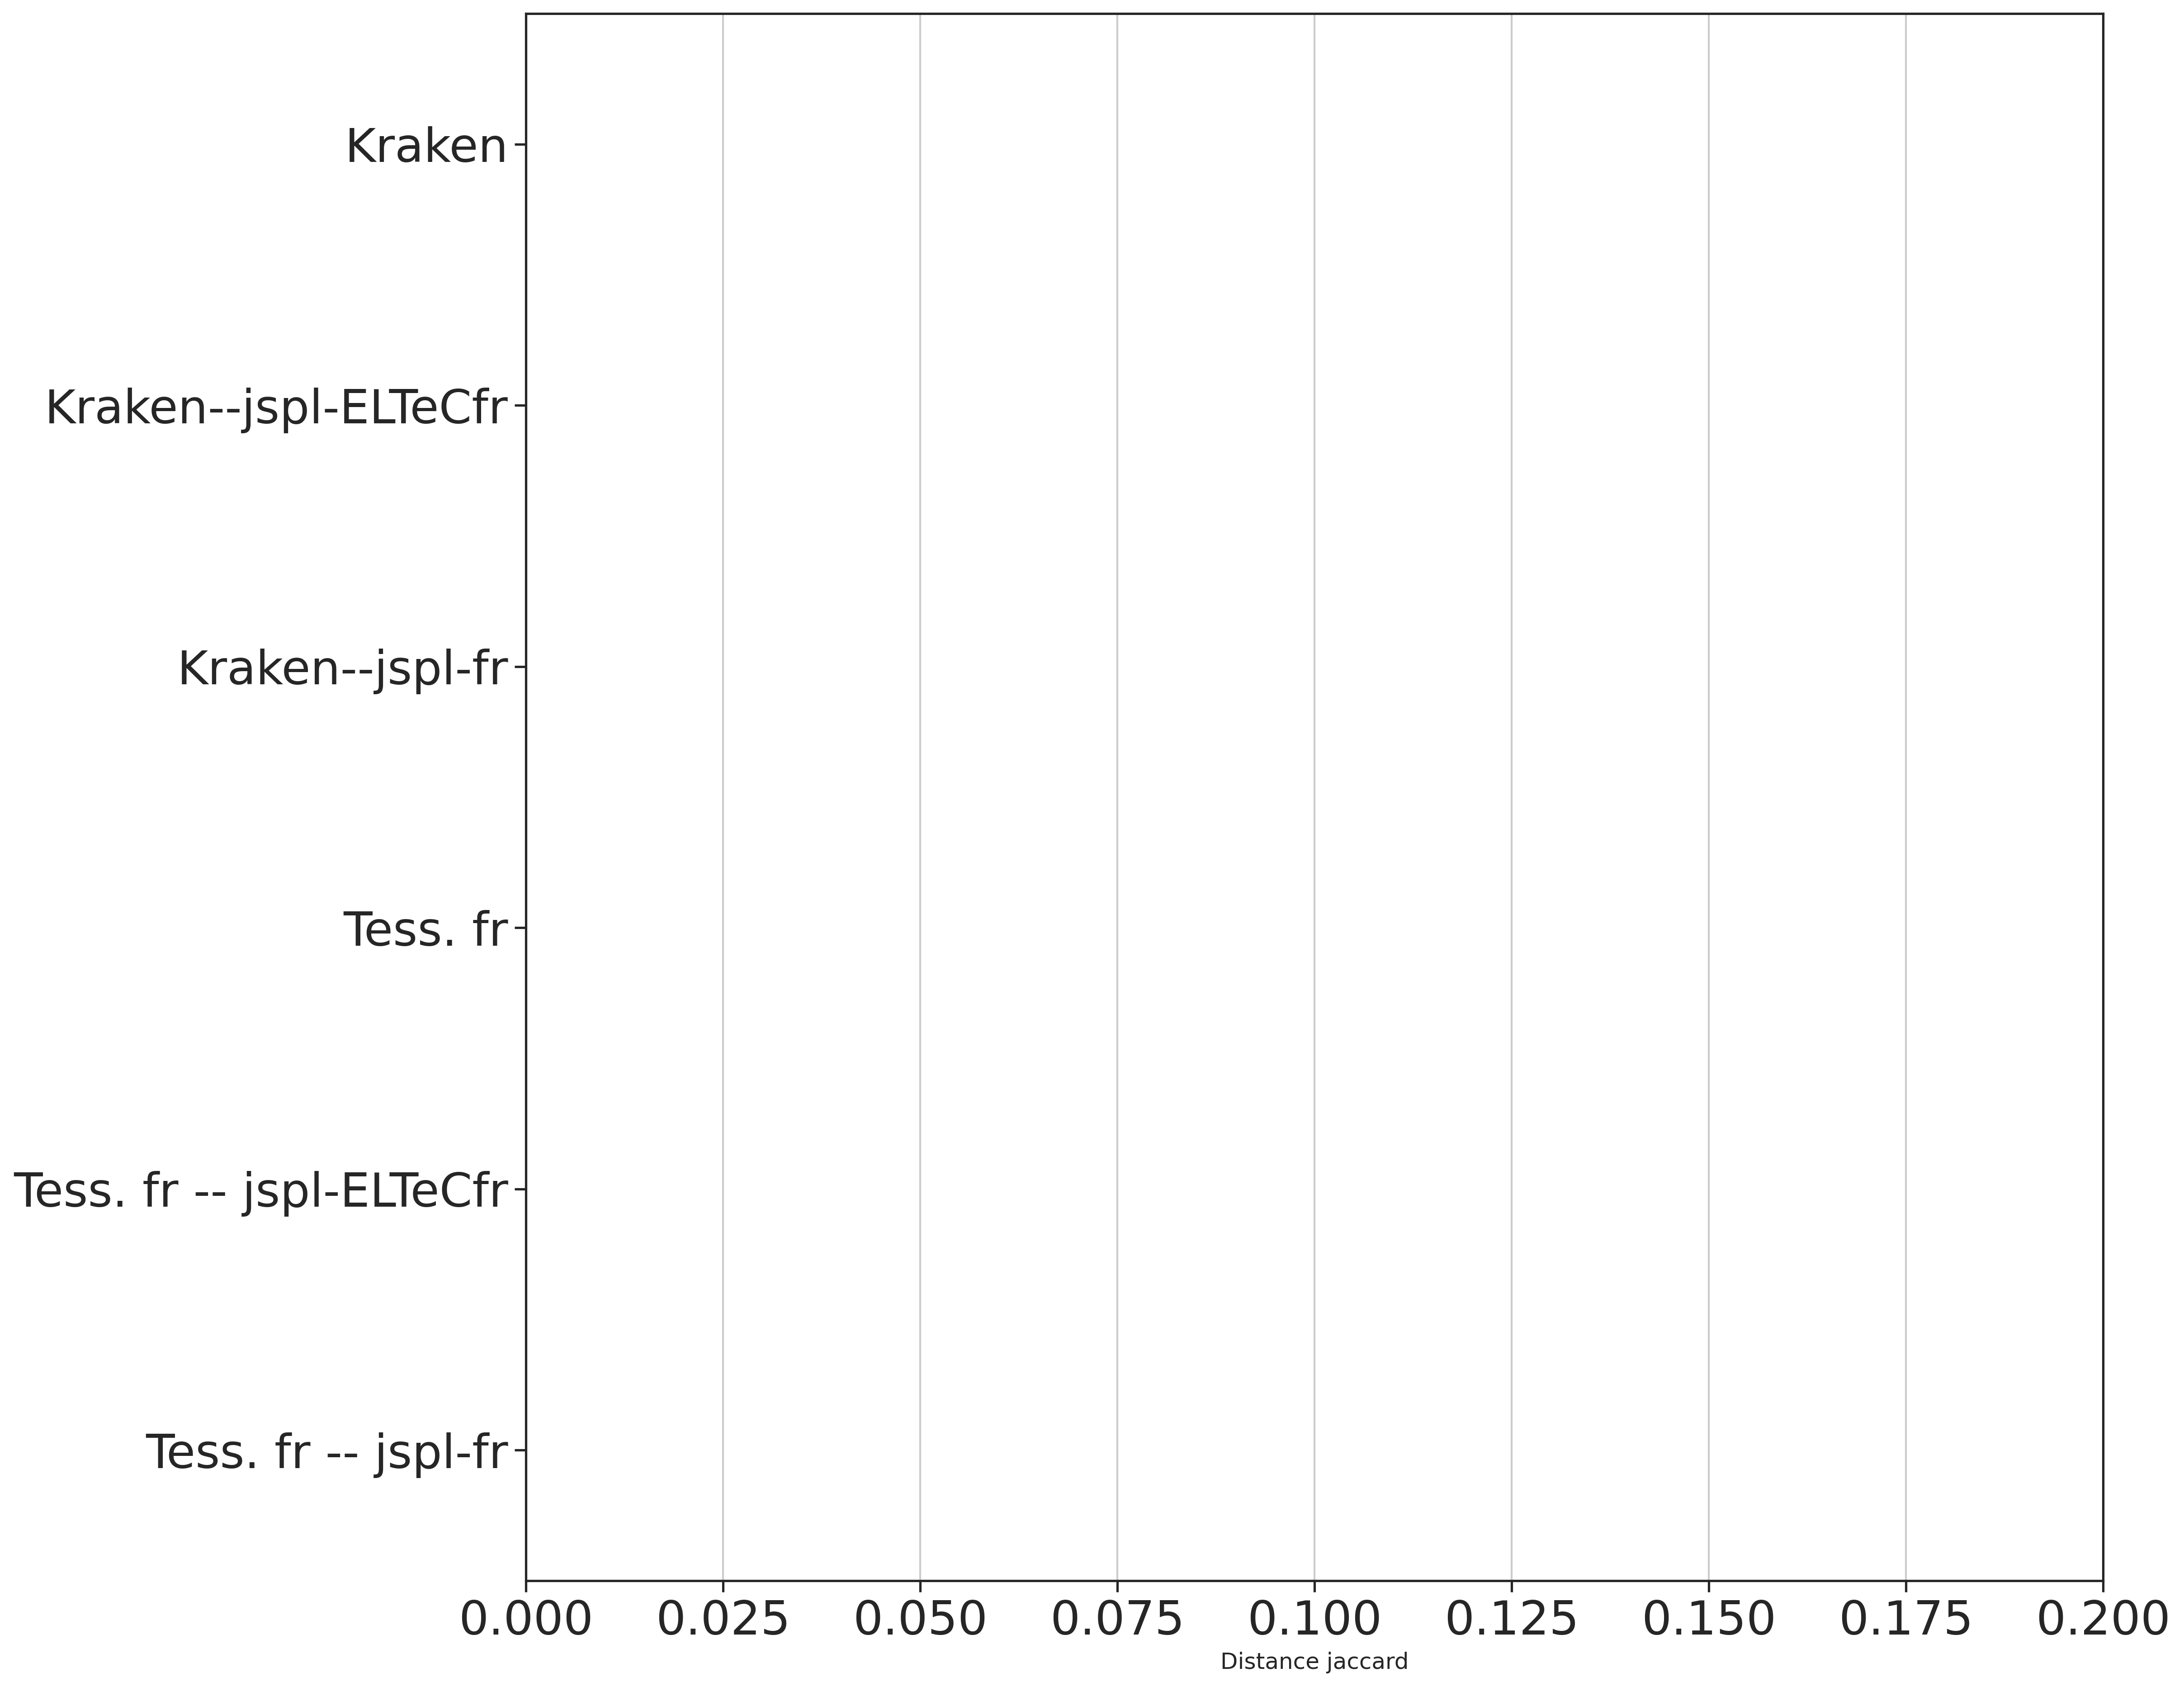 Kraken
Kraken--jspl-ELTeCfr
Kraken--jspl-fr
Tess. fr
Tess. fr -- jspl-ELTeCfr
Tess. fr -- jspl-fr
0.000 0.025 0.050 0.075 0.100 0.125 0.150 0.175 0.200
Distance jaccard